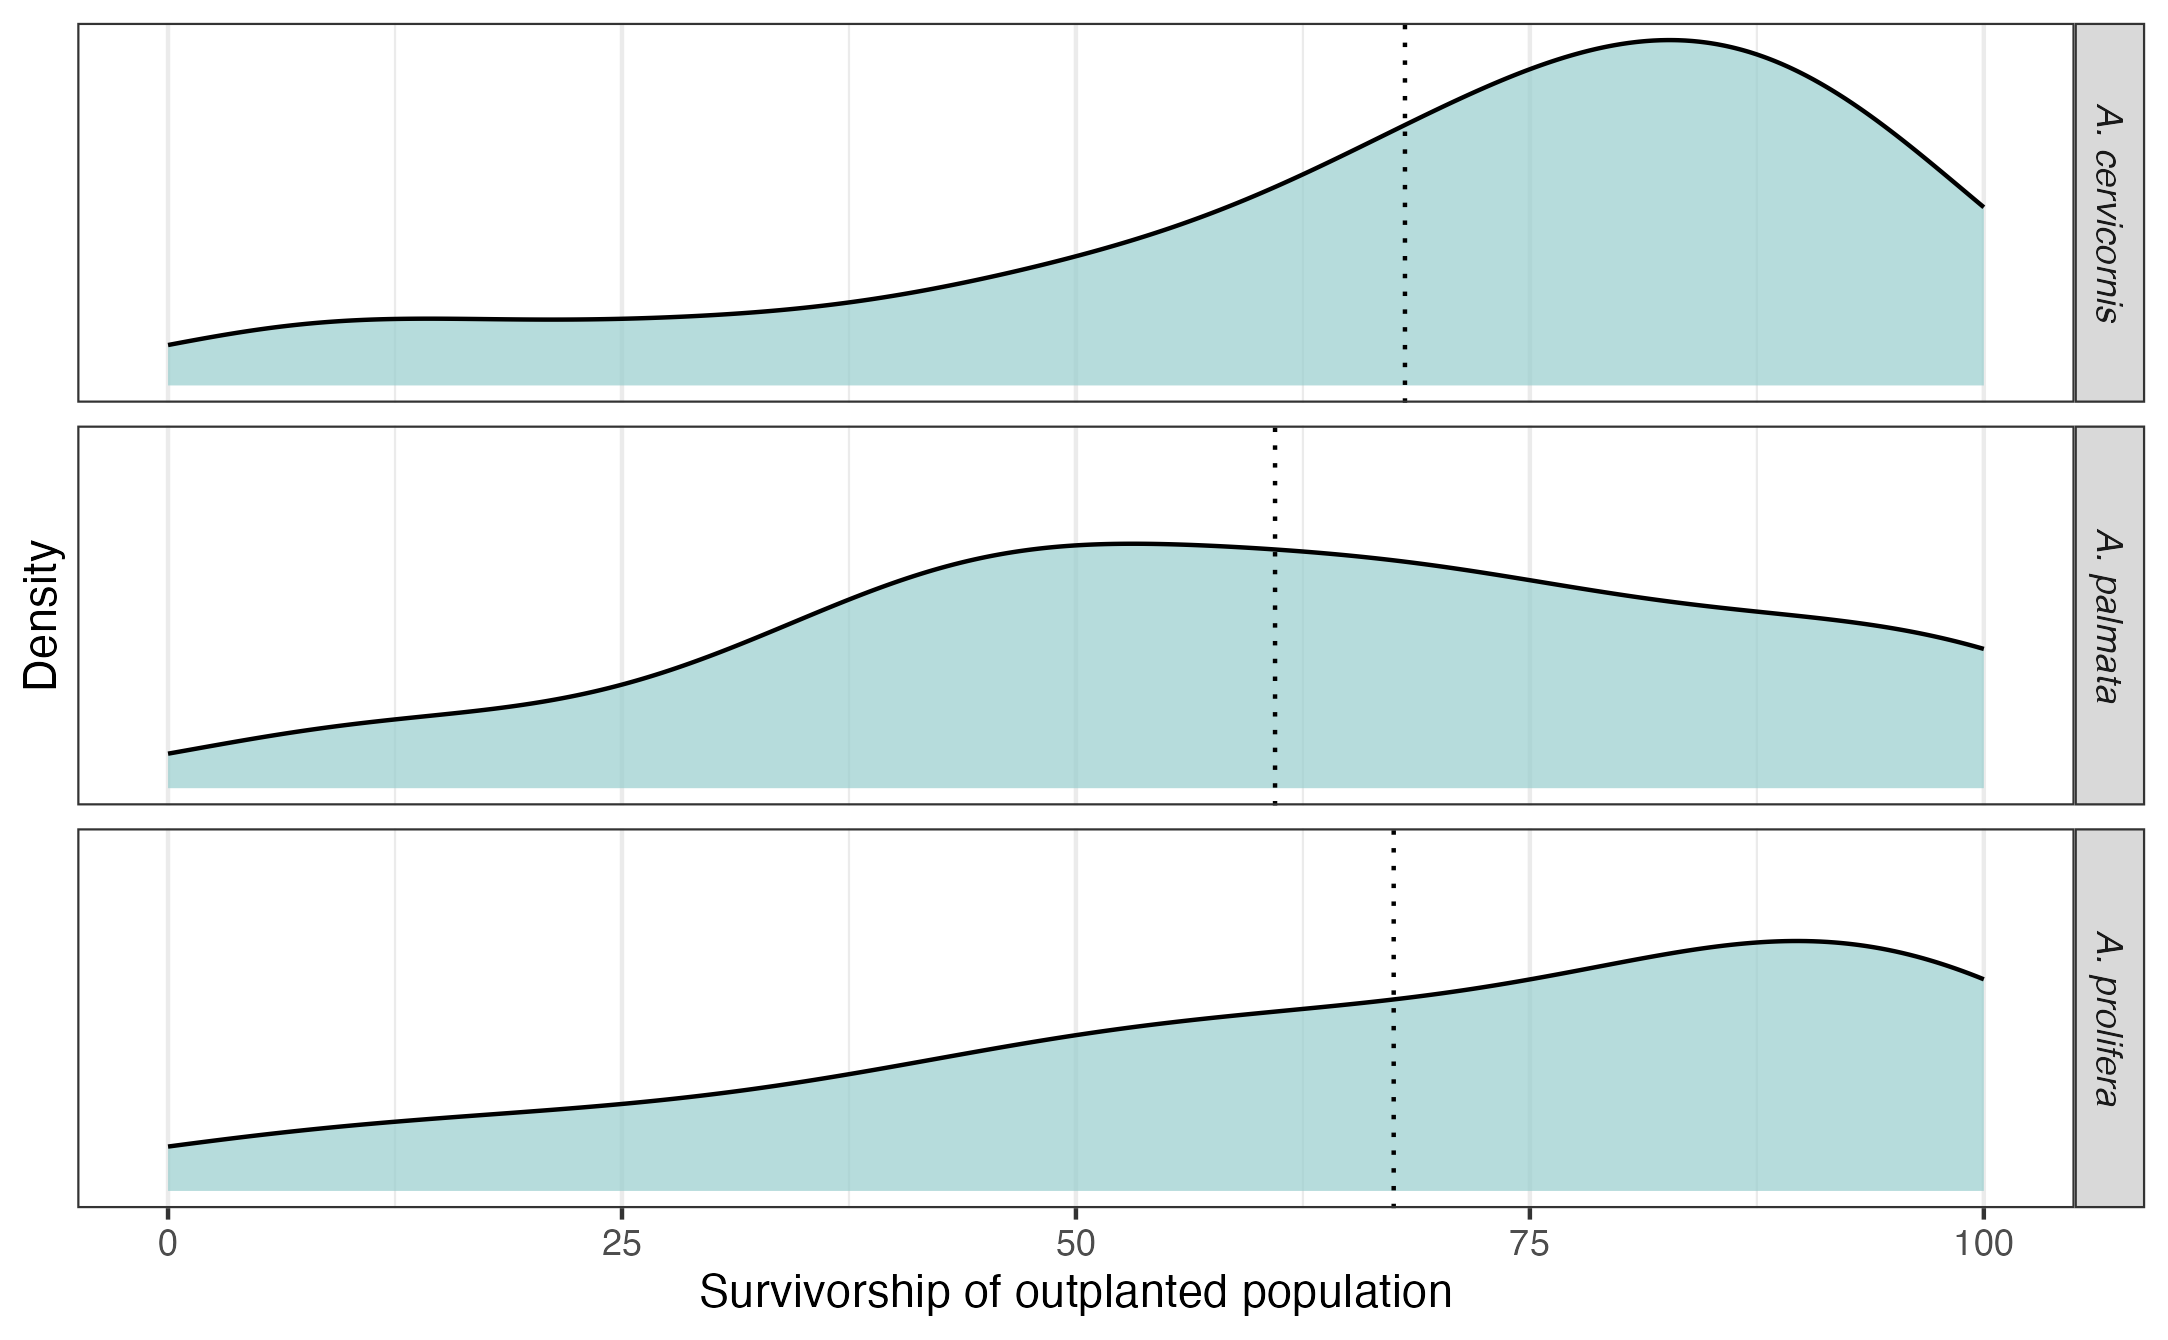 A. cervicornis
A. palmata
A. prolifera
Density
0 25 50 75 100
Survivorship of outplanted population